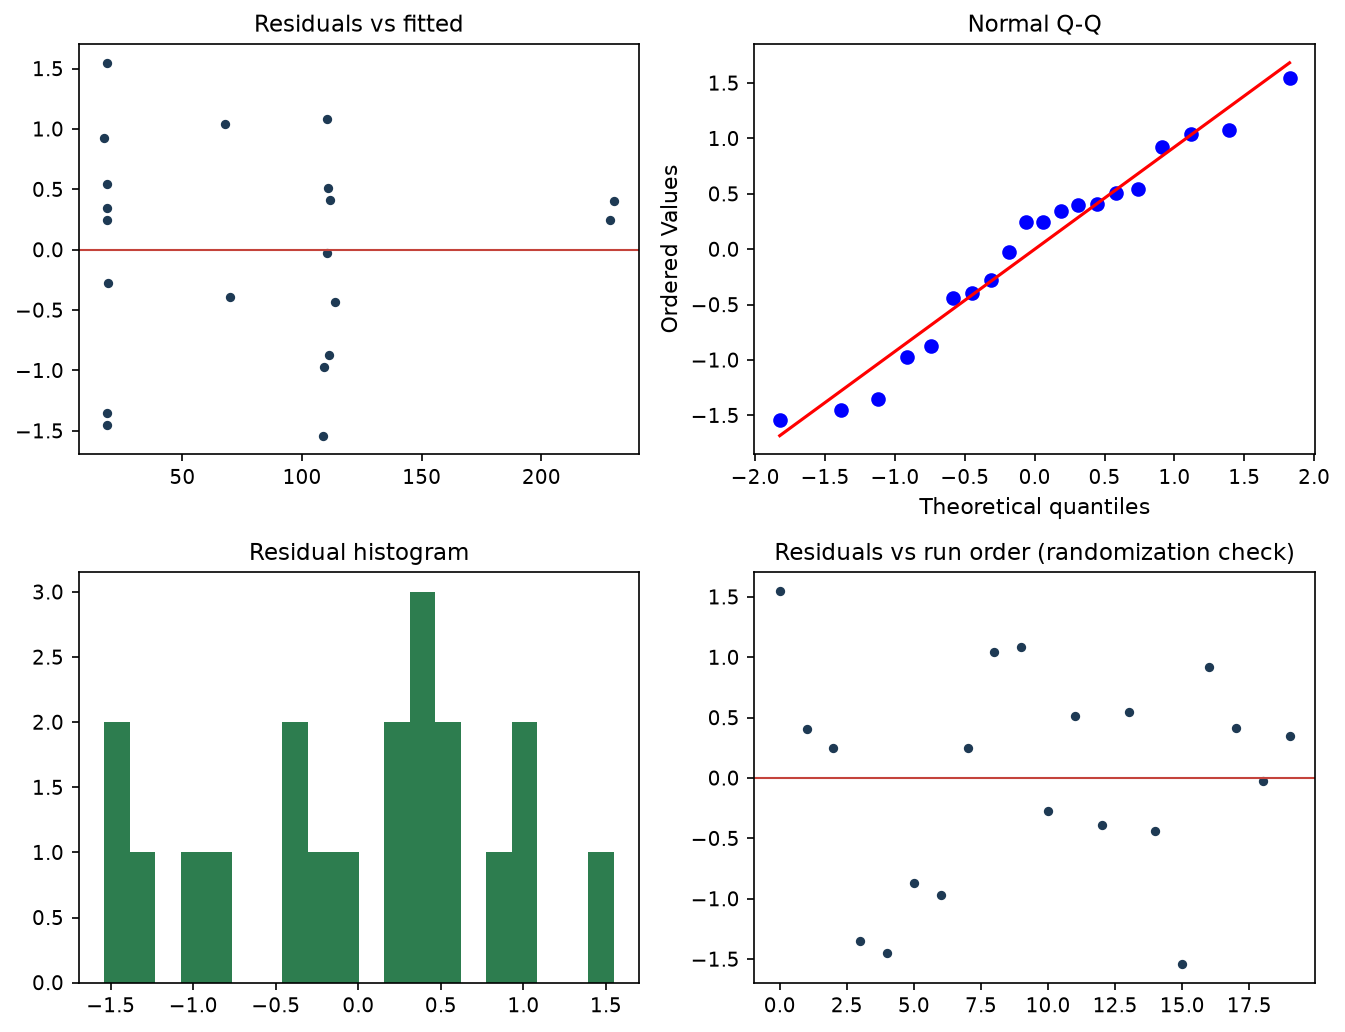 Residuals vs fitted
1.5
1.0
0.5
0.0
−0.5
−1.0
−1.5
50 100 150 200
Normal Q-Q
Ordered Values
1.5
1.0
0.5
0.0
−0.5
−1.0
−1.5
−2.0 −1.5 −1.0 −0.5 0.0 0.5 1.0 1.5 2.0
Theoretical quantiles
Residual histogram
3.0
2.5
2.0
1.5
1.0
0.5
0.0
−1.5 −1.0 −0.5 0.0 0.5 1.0 1.5
Residuals vs run order (randomization check)
1.5
1.0
0.5
0.0
−0.5
−1.0
−1.5
0.0 2.5 5.0 7.5 10.0 12.5 15.0 17.5